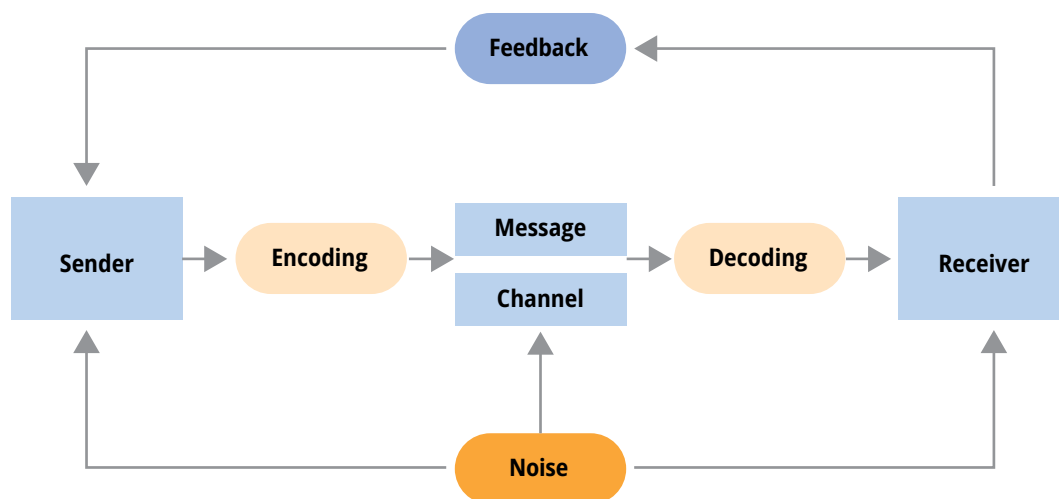 Feedback
Sender
Encoding
Message
Channel
Decoding
Receiver
Noise